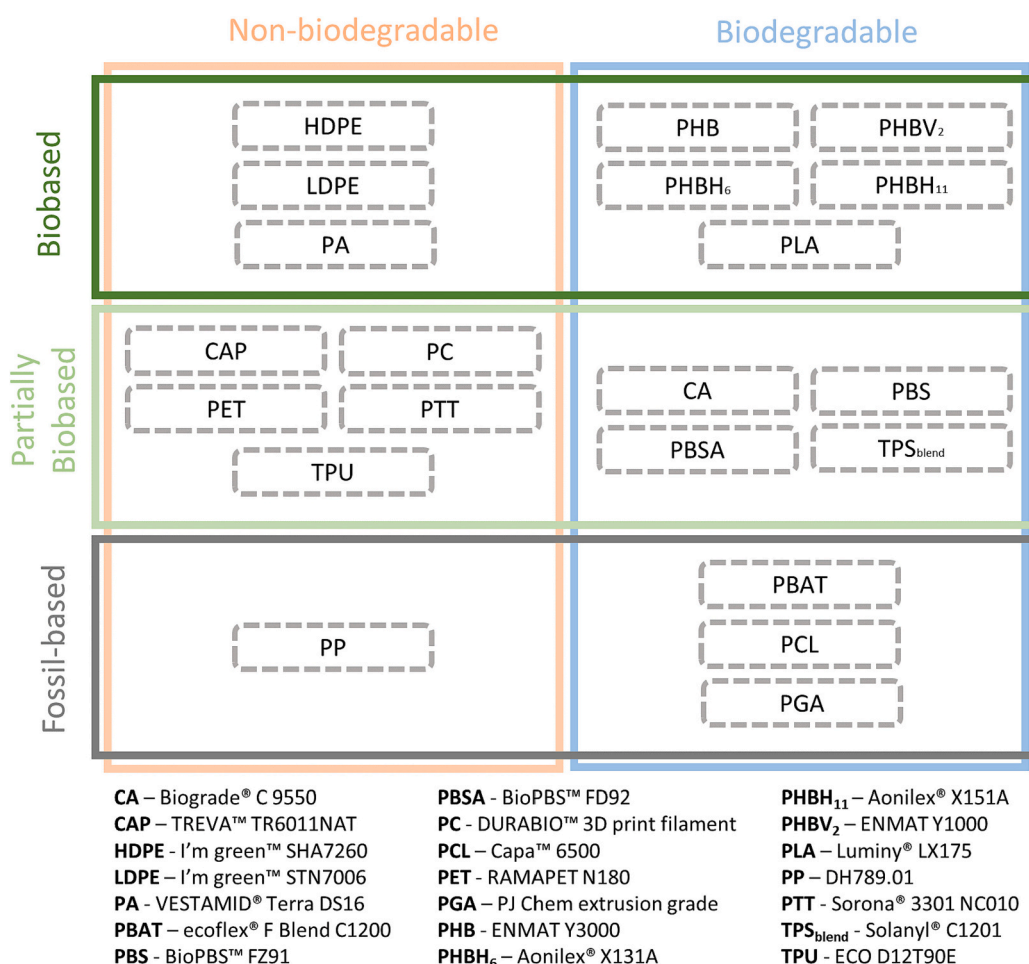 Non-biodegradable
Biodegradable
Biobased
HDPE
LDPE
PA
PHB
PHBV2
PHBH6
PHBH11
PLA
Partially
Biobased
CAP
PC
PET
PTT
TPU
CA
PBS
PBSA
TPSblend
Fossil-based
PP
PBAT
PCL
PGA
CA – Biograde® C 9550
CAP – TREVA™ TR6011NAT
HDPE - I'm green™ SHA7260
LDPE – I'm green™ STN7006
PA - VESTAMID® Terra DS16
PBAT – ecoflex® F Blend C1200
PBS - BioPBS™ FZ91
PBSA - BioPBS™ FD92
PC - DURABIO™ 3D print filament
PCL – Capa™ 6500
PET - RAMAPET N180
PGA – PJ Chem extrusion grade
PHB - ENMAT Y3000
PHBH6 – Aonilex® X131A
PHBH11 – Aonilex® X151A
PHBV2 – ENMAT Y1000
PLA – Luminy® LX175
PP – DH789.01
PTT - Sorona® 3301 NC010
TPSblend - Solanyl® C1201
TPU - ECO D12T90E